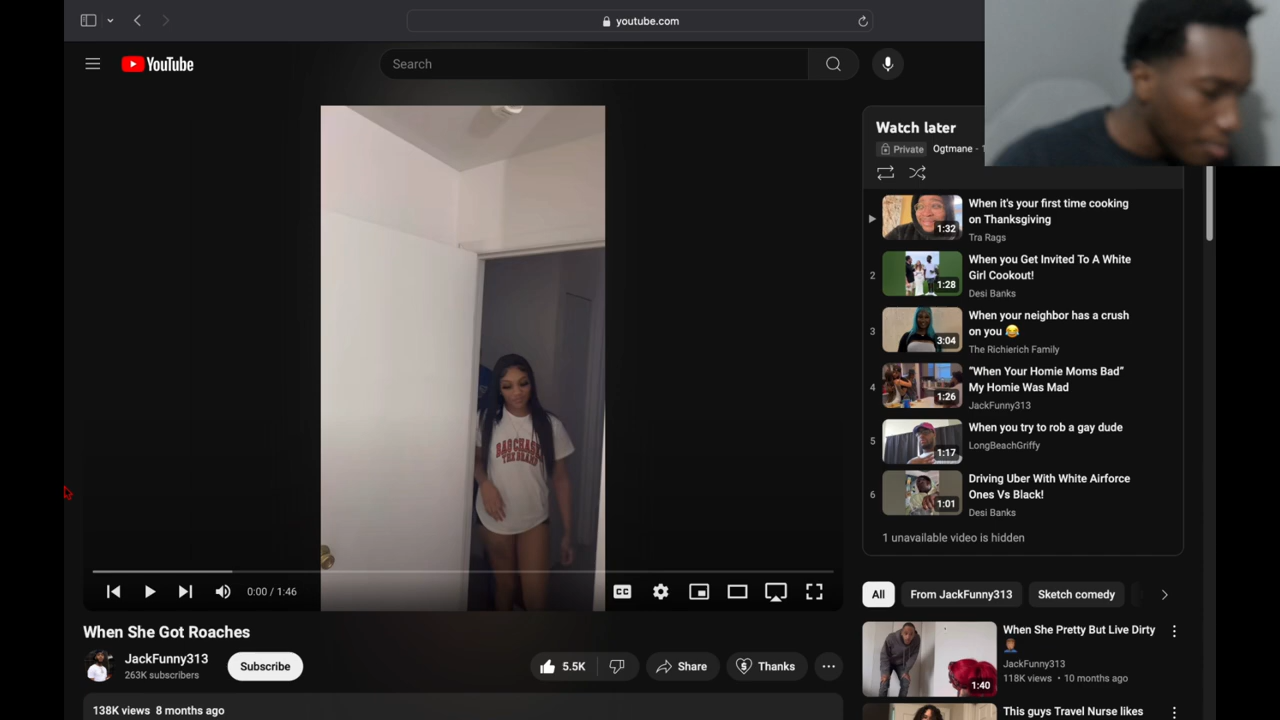 youtube.com
YouTube
Search
BAGCHASE
0:00 / 1:46
CC
When She Got Roaches
JackFunny313
263K subscribers
Subscribe
5.5K
Share
Thanks
138K views 8 months ago
Watch later
Private
Ogtmane -
1:32
When it's your first time cooking
on Thanksgiving
Tra Rags
2
1:28
When you Get Invited To A White
Girl Cookout!
Desi Banks
3
3:04
When your neighbor has a crush
on you 😂
The Richierich Family
4
1:26
“When Your Homie Moms Bad”
My Homie Was Mad
JackFunny313
5
1:17
When you try to rob a gay dude
LongBeachGriffy
6
1:01
Driving Uber With White Airforce
Ones Vs Black!
Desi Banks
1 unavailable video is hidden
All
From JackFunny313
Sketch comedy
1:40
When She Pretty But Live Dirty
JackFunny313
118K views • 10 months ago
This guys Travel Nurse likes